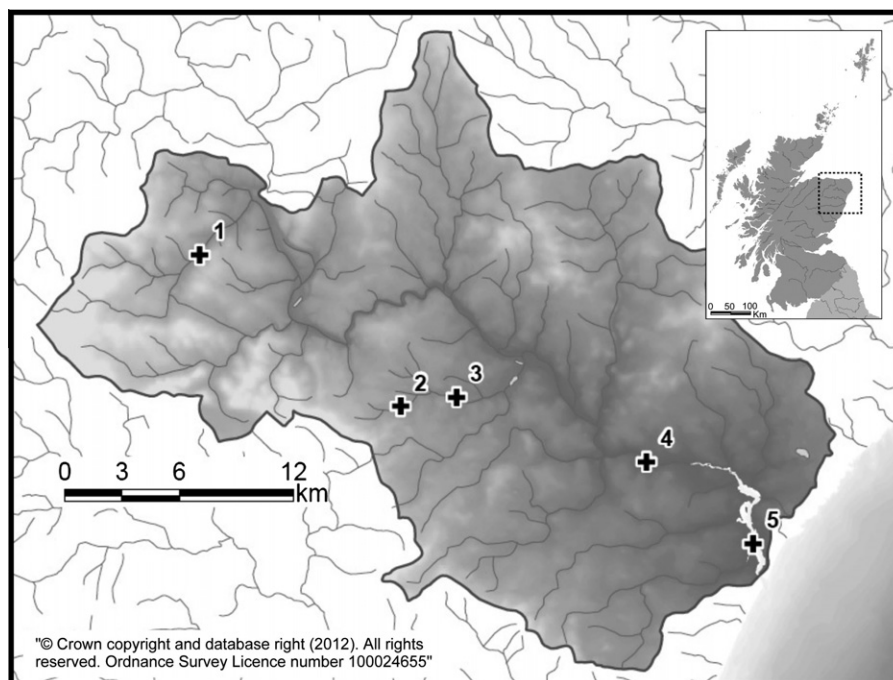 1
2
3
4
5
0 3 6 12
km
0 50 100
Km
"© Crown copyright and database right (2012). All rights
reserved. Ordnance Survey Licence number 100024655"